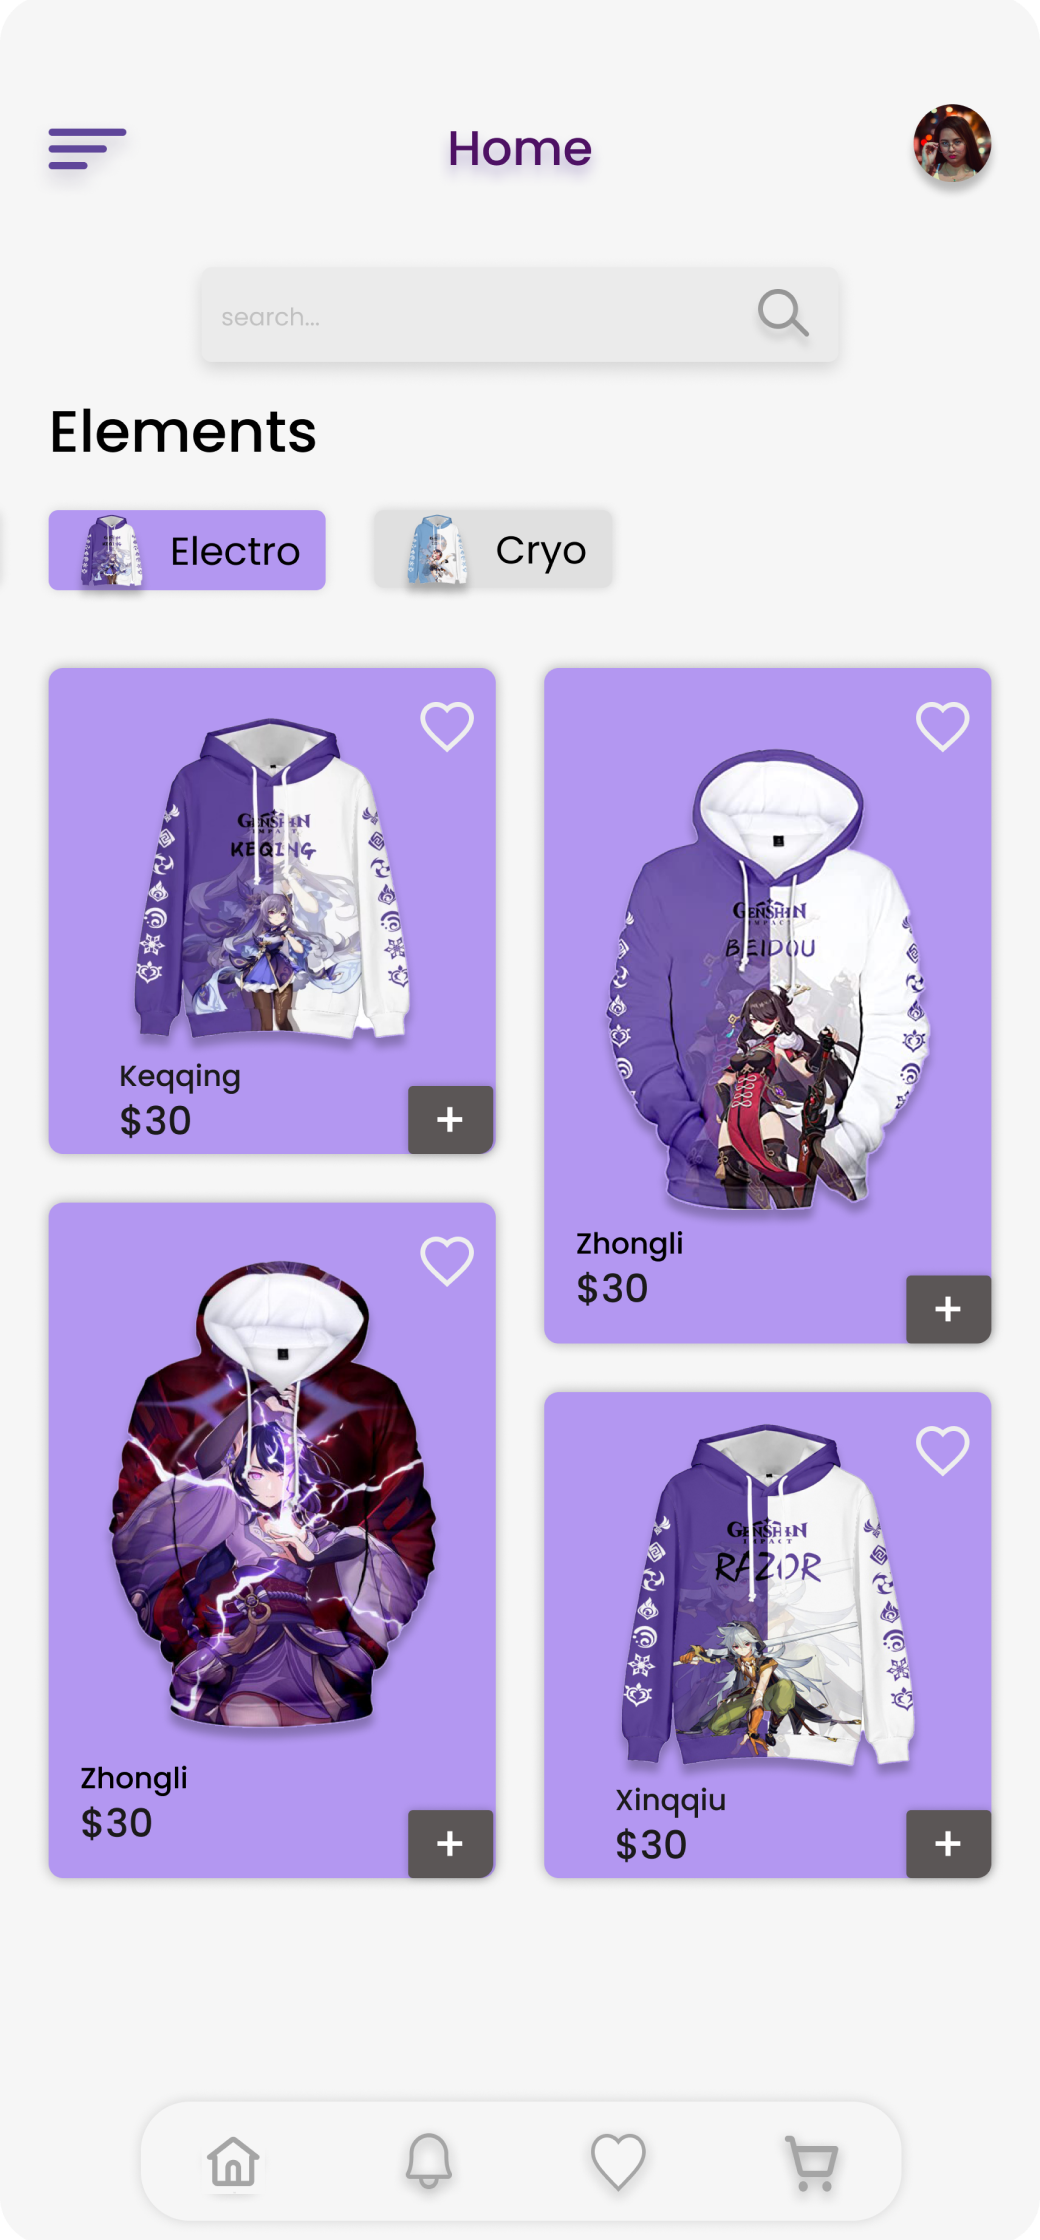 Home
search...
Elements
Electro
Cryo
GENSHIN
IMPACT
KEQING
Keqqing
$30
+
GENSHIN
IMPACT
BEIDOU
Zhongli
$30
+
Zhongli
$30
+
GENSHIN
IMPACT
RAZOR
Xinqqiu
$30
+